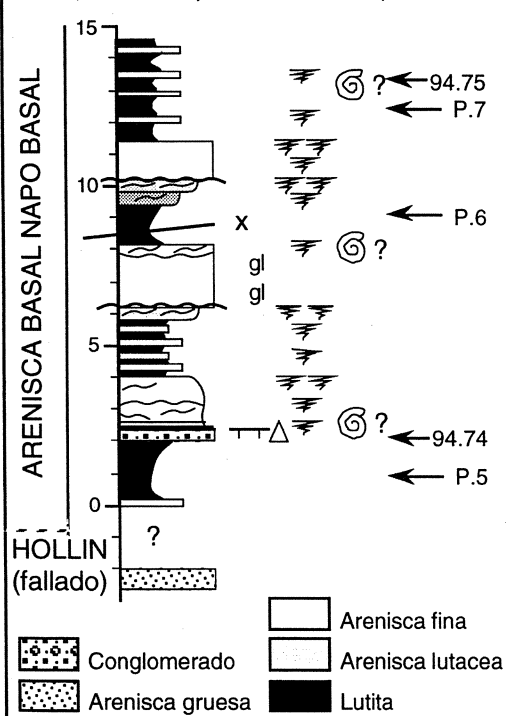 15
94.75
?
P.7
10
P.6
X
?
gl
gl
5
?
94.74
P.5
0
ARENISCA BASAL NAPO BASAL
?
HOLLIN
(fallado)
Arenisca fina
Conglomerado
Arenisca lutacea
Arenisca gruesa
Lutita